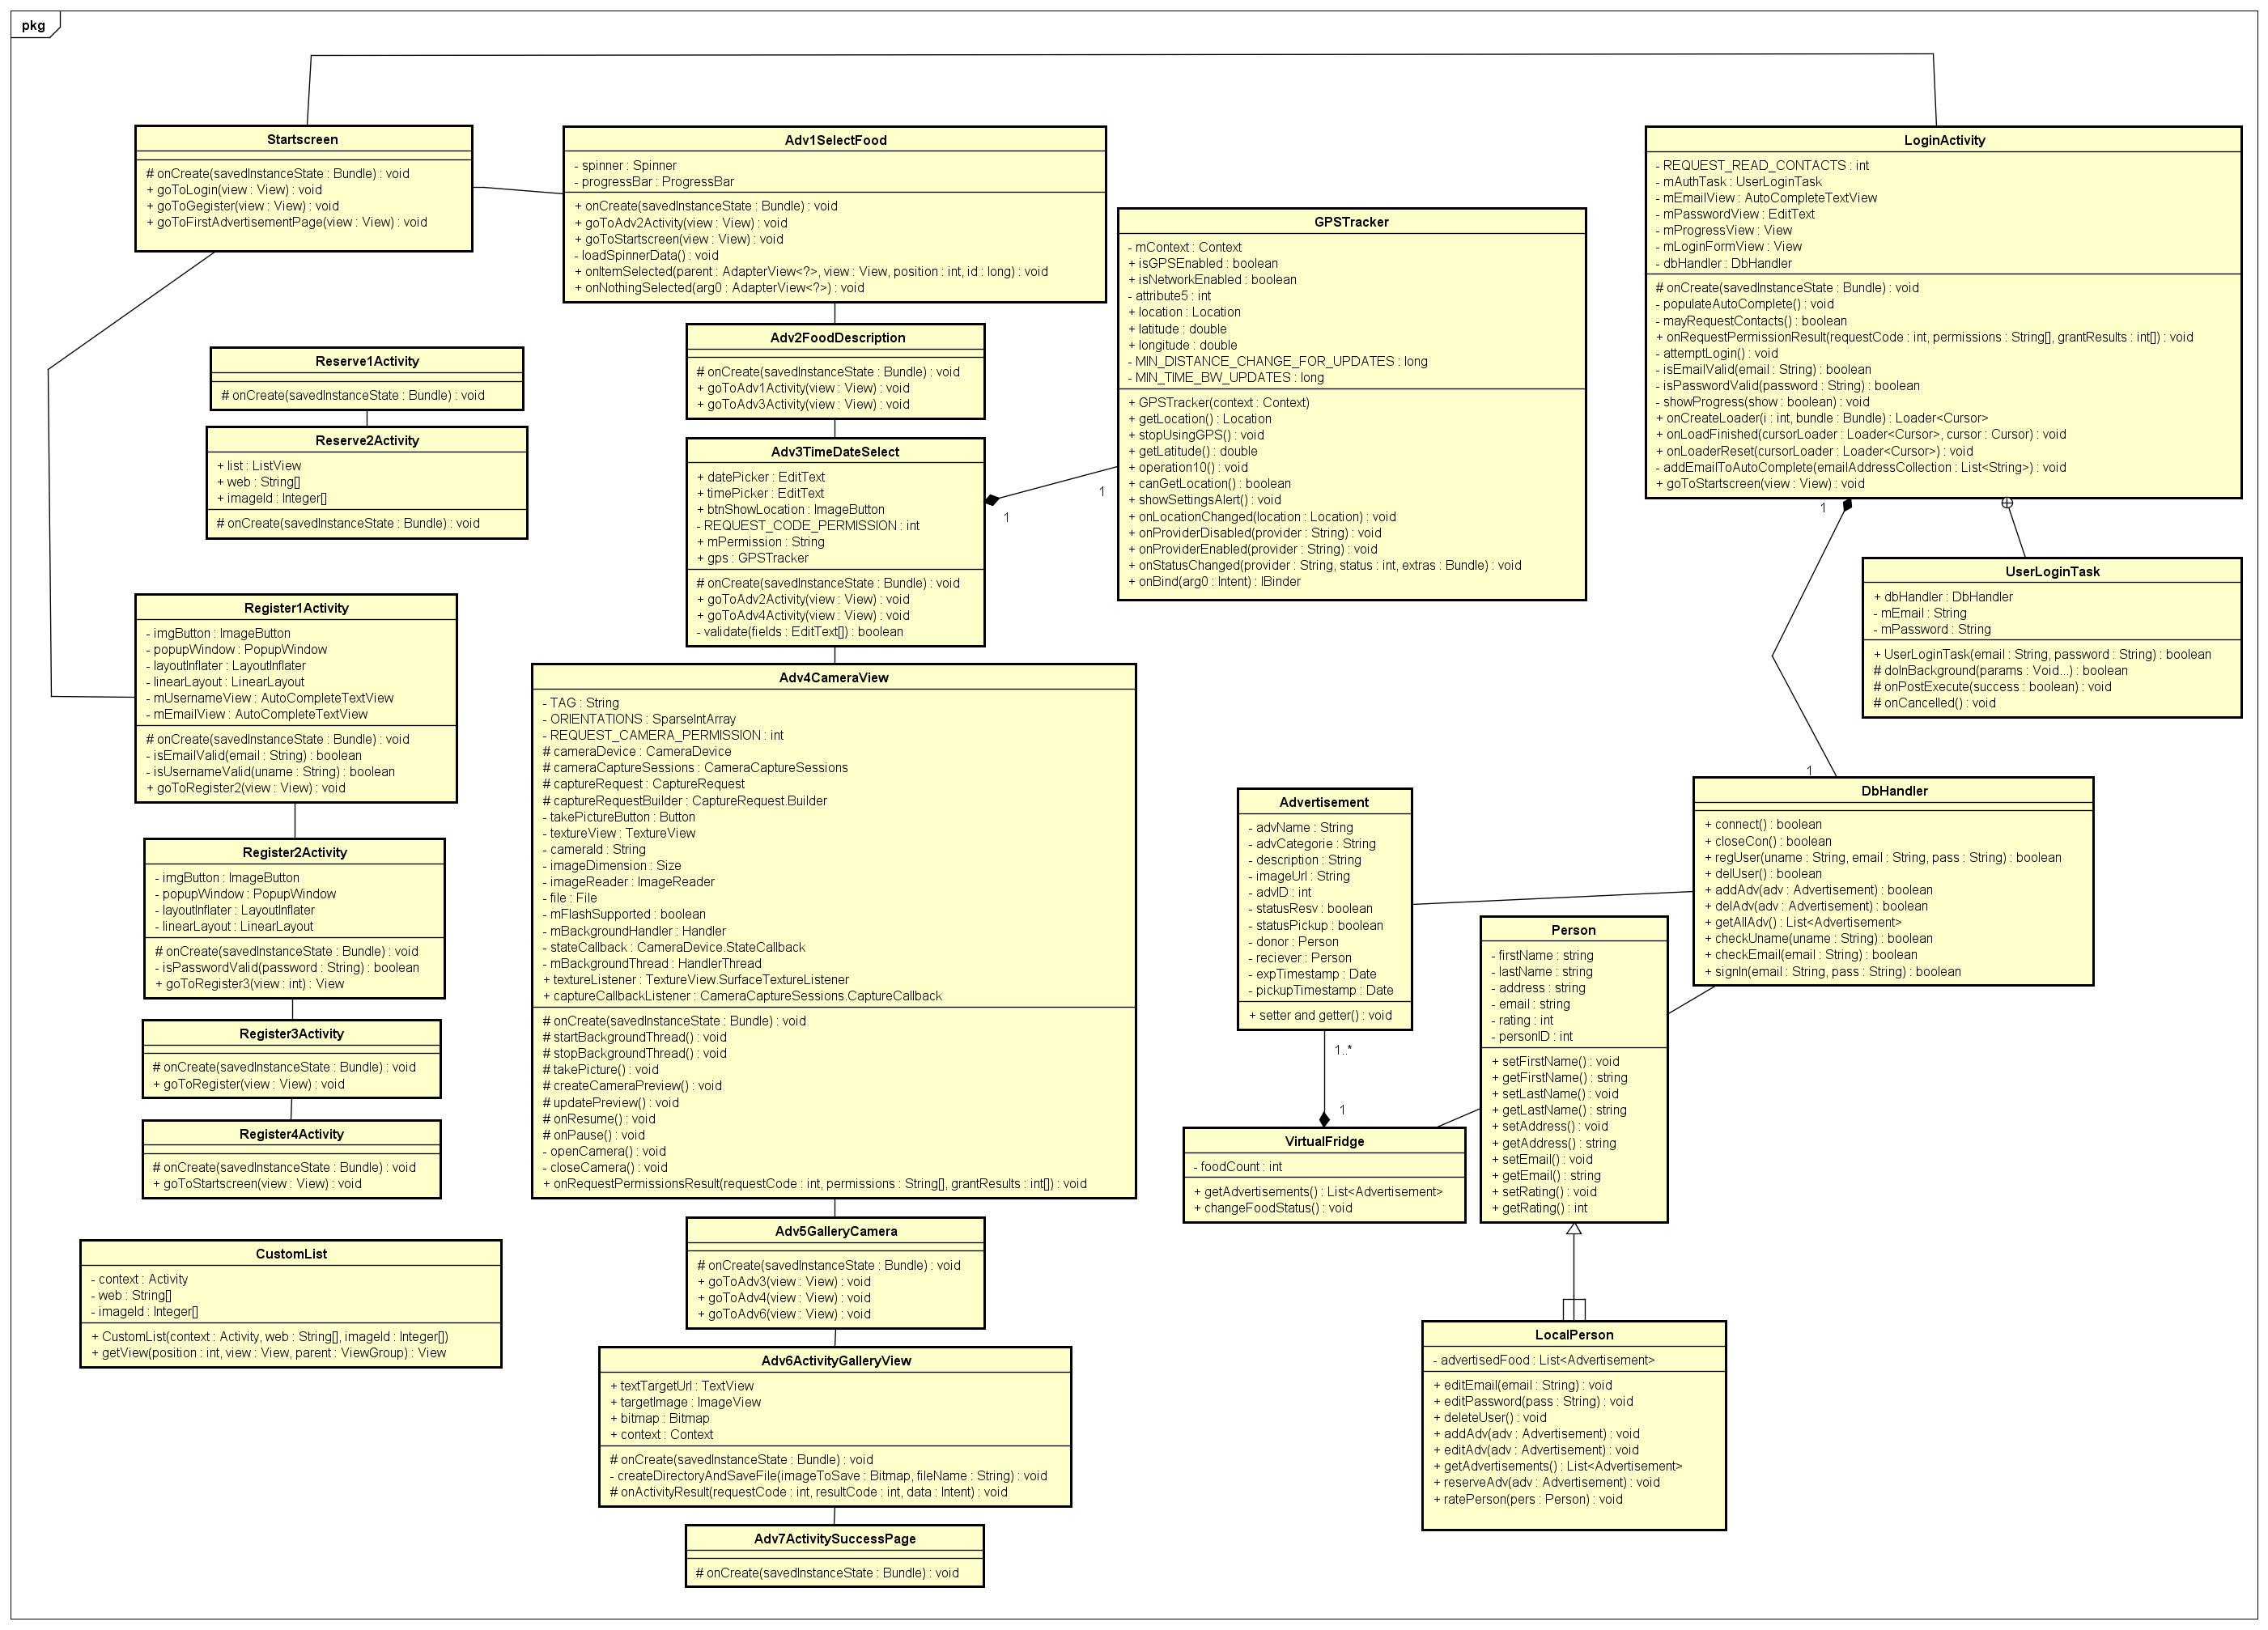 pkg
Startscreen
# onCreate(savedInstanceState : Bundle) : void
+ goToLogin(view : View) : void
+ goToGegister(view : View) : void
+ goToFirstAdvertisementPage(view : View) : void
Adv1SelectFood
- spinner : Spinner
- progressBar : ProgressBar
+ onCreate(savedInstanceState : Bundle) : void
+ goToAdv2Activity(view : View) : void
+ goToStartscreen(view : View) : void
- loadSpinnerData() : void
+ onItemSelected(parent : AdapterView<?>, view : View, position : int, id : long) : void
+ onNothingSelected(arg0 : AdapterView<?>) : void
GPSTracker
- mContext : Context
+ isGPSEnabled : boolean
+ isNetworkEnabled : boolean
- attribute5 : int
+ location : Location
+ latitude : double
+ longitude : double
- MIN_DISTANCE_CHANGE_FOR_UPDATES : long
- MIN_TIME_BW_UPDATES : long
+ GPSTracker(context : Context)
+ getLocation() : Location
+ stopUsingGPS() : void
+ getLatitude() : double
+ operation10() : void
+ canGetLocation() : boolean
+ showSettingsAlert() : void
+ onLocationChanged(location : Location) : void
+ onProviderDisabled(provider : String) : void
+ onProviderEnabled(provider : String) : void
+ onStatusChanged(provider : String, status : int, extras : Bundle) : void
+ onBind(arg0 : Intent) : IBinder
LoginActivity
- REQUEST_READ_CONTACTS : int
- mAuthTask : UserLoginTask
- mEmailView : AutoCompleteTextView
- mPasswordView : EditText
- mProgressView : View
- mLoginFormView : View
- dbHandler : DbHandler
# onCreate(savedInstanceState : Bundle) : void
- populateAutoComplete() : void
- mayRequestContacts() : boolean
+ onRequestPermissionResult(requestCode : int, permissions : String[], grantResults : int[]) : void
- attemptLogin() : void
- isEmailValid(email : String) : boolean
- isPasswordValid(password : String) : boolean
- showProgress(show : boolean) : void
+ onCreateLoader(i : int, bundle : Bundle) : Loader<Cursor>
+ onLoadFinished(cursorLoader : Loader<Cursor>, cursor : Cursor) : void
+ onLoaderReset(cursorLoader : Loader<Cursor>) : void
- addEmailToAutoComplete(emailAddressCollection : List<String>) : void
+ goToStartscreen(view : View) : void
Reserve1Activity
# onCreate(savedInstanceState : Bundle) : void
Reserve2Activity
+ list : ListView
+ web : String[]
+ imageId : Integer[]
# onCreate(savedInstanceState : Bundle) : void
Adv2FoodDescription
# onCreate(savedInstanceState : Bundle) : void
+ goToAdv1Activity(view : View) : void
+ goToAdv3Activity(view : View) : void
Adv3TimeDateSelect
+ datePicker : EditText
+ timePicker : EditText
+ btnShowLocation : ImageButton
- REQUEST_CODE_PERMISSION : int
+ mPermission : String
+ gps : GPSTracker
# onCreate(savedInstanceState : Bundle) : void
+ goToAdv2Activity(view : View) : void
+ goToAdv4Activity(view : View) : void
- validate(fields : EditText[]) : boolean
1
1
1
UserLoginTask
+ dbHandler : DbHandler
- mEmail : String
- mPassword : String
+ UserLoginTask(email : String, password : String) : boolean
# doInBackground(params : Void...) : boolean
# onPostExecute(success : boolean) : void
# onCancelled() : void
Register1Activity
- imgButton : ImageButton
- popupWindow : PopupWindow
- layoutInflater : LayoutInflater
- linearLayout : LinearLayout
- mUsernameView : AutoCompleteTextView
- mEmailView : AutoCompleteTextView
# onCreate(savedInstanceState : Bundle) : void
- isEmailValid(email : String) : boolean
- isUsernameValid(uname : String) : boolean
+ goToRegister2(view : View) : void
Adv4CameraView
- TAG : String
- ORIENTATIONS : SparseIntArray
- REQUEST_CAMERA_PERMISSION : int
# cameraDevice : CameraDevice
# cameraCaptureSessions : CameraCaptureSessions
# captureRequest : CaptureRequest
# captureRequestBuilder : CaptureRequest.Builder
- takePictureButton : Button
- textureView : TextureView
- cameraId : String
- imageDimension : Size
- imageReader : ImageReader
- file : File
- mFlashSupported : boolean
- mBackgroundHandler : Handler
- stateCallback : CameraDevice.StateCallback
- mBackgroundThread : HandlerThread
+ textureListener : TextureView.SurfaceTextureListener
+ captureCallbackListener : CameraCaptureSessions.CaptureCallback
# onCreate(savedInstanceState : Bundle) : void
# startBackgroundThread() : void
# stopBackgroundThread() : void
# takePicture() : void
# createCameraPreview() : void
# updatePreview() : void
# onResume() : void
# onPause() : void
- openCamera() : void
- closeCamera() : void
+ onRequestPermissionsResult(requestCode : int, permissions : String[], grantResults : int[]) : void
1
DbHandler
+ connect() : boolean
+ closeCon() : boolean
+ regUser(uname : String, email : String, pass : String) : boolean
+ delUser() : boolean
+ addAdv(adv : Advertisement) : boolean
+ delAdv(adv : Advertisement) : boolean
+ getAllAdv() : List<Advertisement>
+ checkUname(uname : String) : boolean
+ checkEmail(email : String) : boolean
+ signIn(email : String, pass : String) : boolean
Advertisement
- advName : String
- advCategorie : String
- description : String
- imageUrl : String
- advID : int
- statusResv : boolean
- statusPickup : boolean
- donor : Person
- reciever : Person
- expTimestamp : Date
- pickupTimestamp : Date
+ setter and getter() : void
1..*
1
Register2Activity
- imgButton : ImageButton
- popupWindow : PopupWindow
- layoutInflater : LayoutInflater
- linearLayout : LinearLayout
# onCreate(savedInstanceState : Bundle) : void
- isPasswordValid(password : String) : boolean
+ goToRegister3(view : int) : View
Person
- firstName : string
- lastName : string
- address : string
- email : string
- rating : int
- personID : int
+ setFirstName() : void
+ getFirstName() : string
+ setLastName() : void
+ getLastName() : string
+ setAddress() : void
+ getAddress() : string
+ setEmail() : void
+ getEmail() : string
+ setRating() : void
+ getRating() : int
Register3Activity
# onCreate(savedInstanceState : Bundle) : void
+ goToRegister(view : View) : void
Register4Activity
# onCreate(savedInstanceState : Bundle) : void
+ goToStartscreen(view : View) : void
VirtualFridge
- foodCount : int
+ getAdvertisements() : List<Advertisement>
+ changeFoodStatus() : void
CustomList
- context : Activity
- web : String[]
- imageId : Integer[]
+ CustomList(context : Activity, web : String[], imageId : Integer[])
+ getView(position : int, view : View, parent : ViewGroup) : View
Adv5GalleryCamera
# onCreate(savedInstanceState : Bundle) : void
+ goToAdv3(view : View) : void
+ goToAdv4(view : View) : void
+ goToAdv6(view : View) : void
LocalPerson
- advertisedFood : List<Advertisement>
+ editEmail(email : String) : void
+ editPassword(pass : String) : void
+ deleteUser() : void
+ addAdv(adv : Advertisement) : void
+ editAdv(adv : Advertisement) : void
+ getAdvertisements() : List<Advertisement>
+ reserveAdv(adv : Advertisement) : void
+ ratePerson(pers : Person) : void
Adv6ActivityGalleryView
+ textTargetUrl : TextView
+ targetImage : ImageView
+ bitmap : Bitmap
+ context : Context
# onCreate(savedInstanceState : Bundle) : void
- createDirectoryAndSaveFile(imageToSave : Bitmap, fileName : String) : void
# onActivityResult(requestCode : int, resultCode : int, data : Intent) : void
Adv7ActivitySuccessPage
# onCreate(savedInstanceState : Bundle) : void